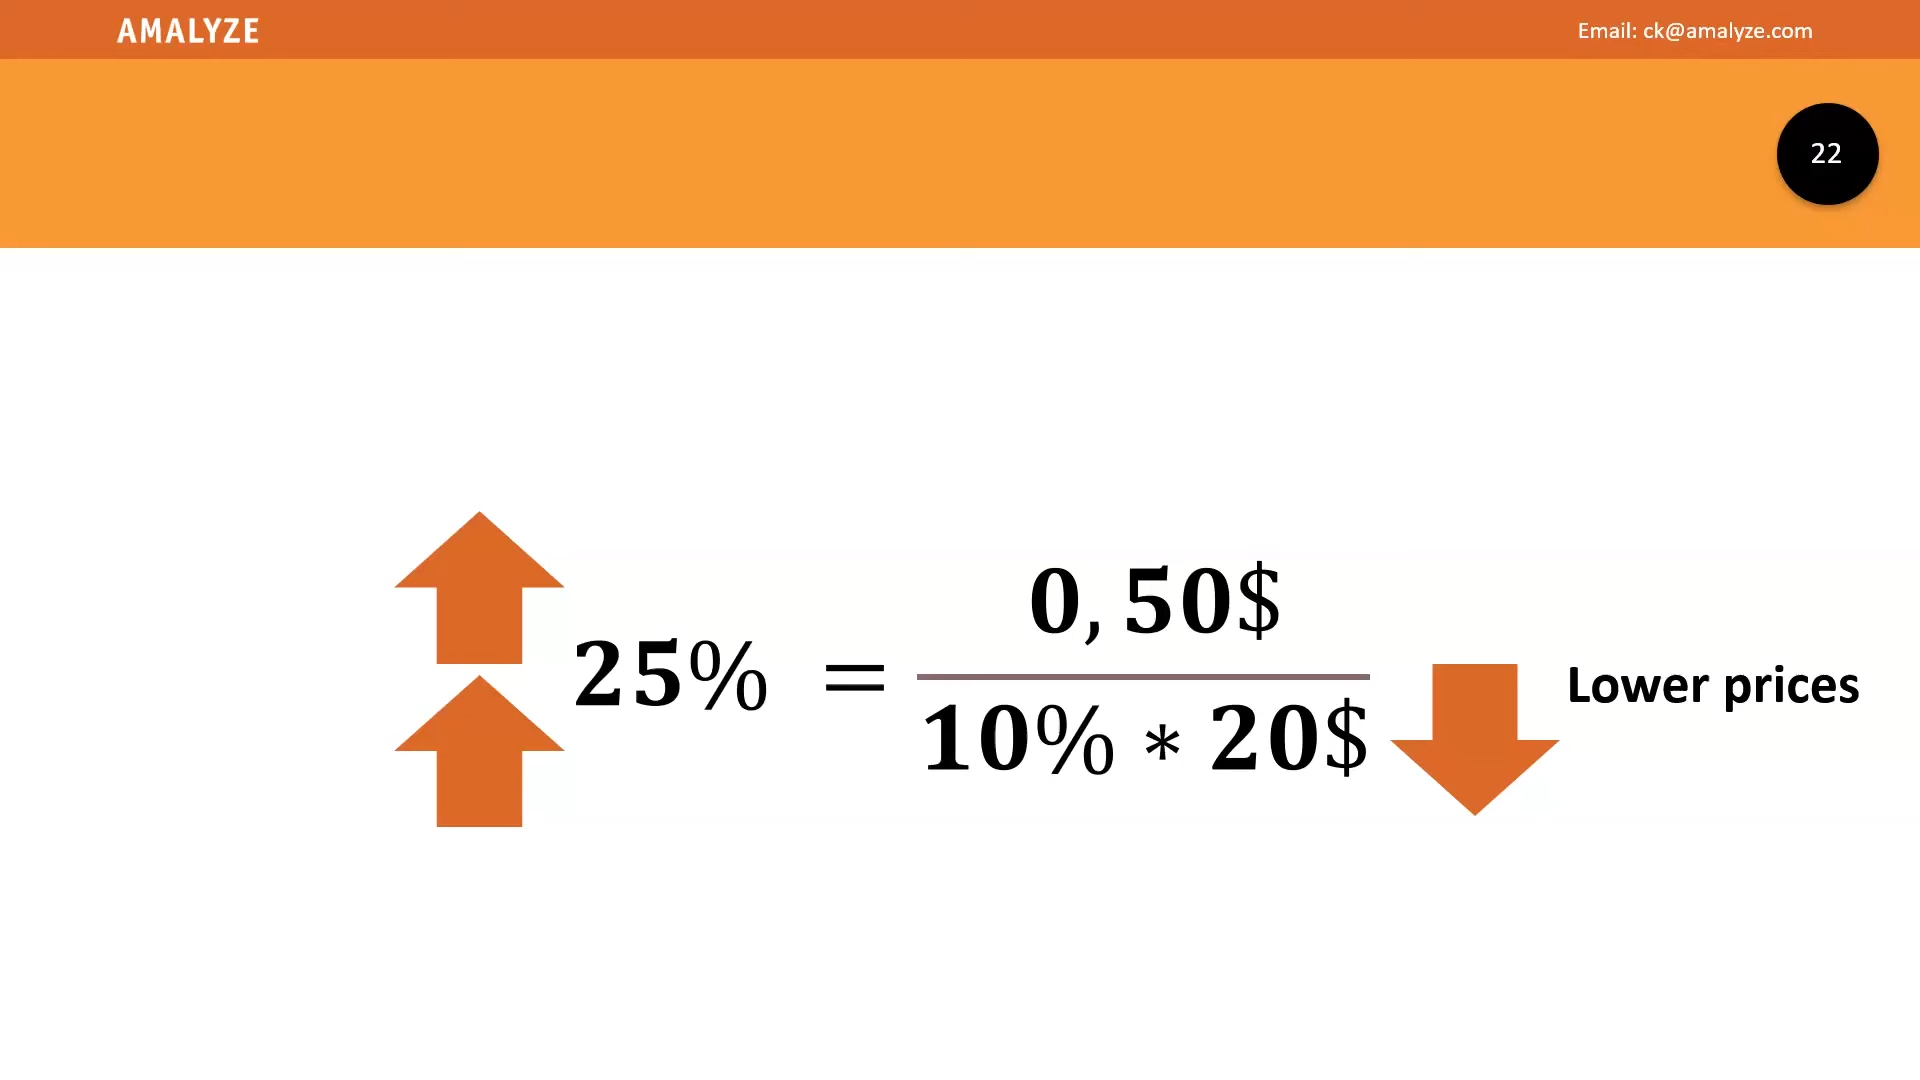 AMALYZE
Email: ck@amalyze.com
22
25% = 0,50$ / 10% * 20$
Lower prices